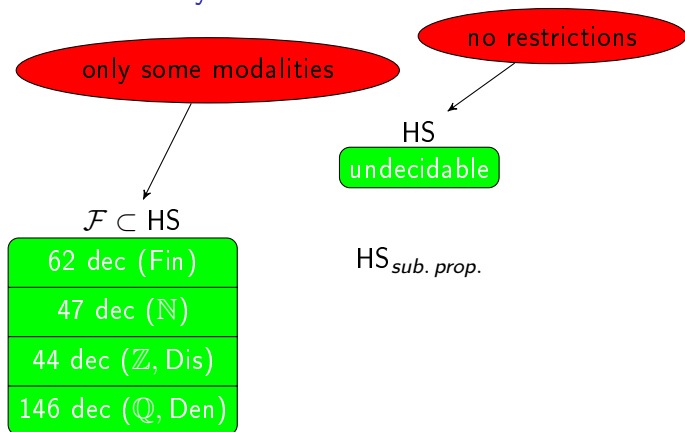 no restrictions
only some modalities
HS
undecidable
ℱ ⊂ HS
62 dec (Fin)
HS_sub. prop.
47 dec (ℕ)
44 dec (ℤ, Dis)
146 dec (ℚ, Den)